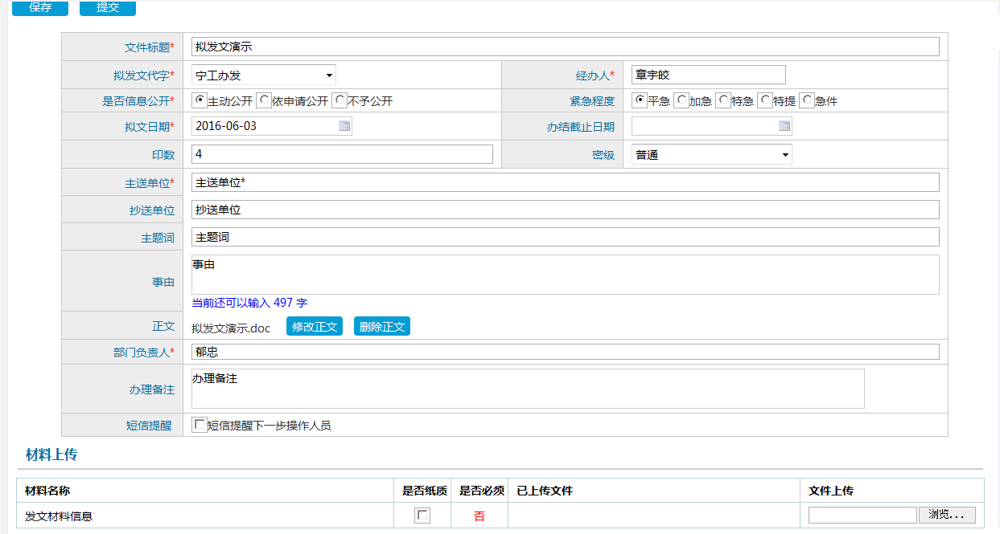 保存 提交
文件标题* 拟发文演示
拟发文代字* 宁工办发 经办人* 章宇皎
是否信息公开* 主动公开 依申请公开 不予公开 紧急程度 平急 加急 特急 特提 急件
拟文日期* 2016-06-03 办结截止日期
印数 4 密级 普通
主送单位* 主送单位*
抄送单位 抄送单位
主题词 主题词
事由 事由
当前还可以输入 497 字
正文 拟发文演示.doc 修改正文 删除正文
部门负责人* 郁忠
办理备注 办理备注
短信提醒 短信提醒下一步操作人员
材料上传
材料名称 是否纸质 是否必须 已上传文件 文件上传
发文材料信息 否 浏览...